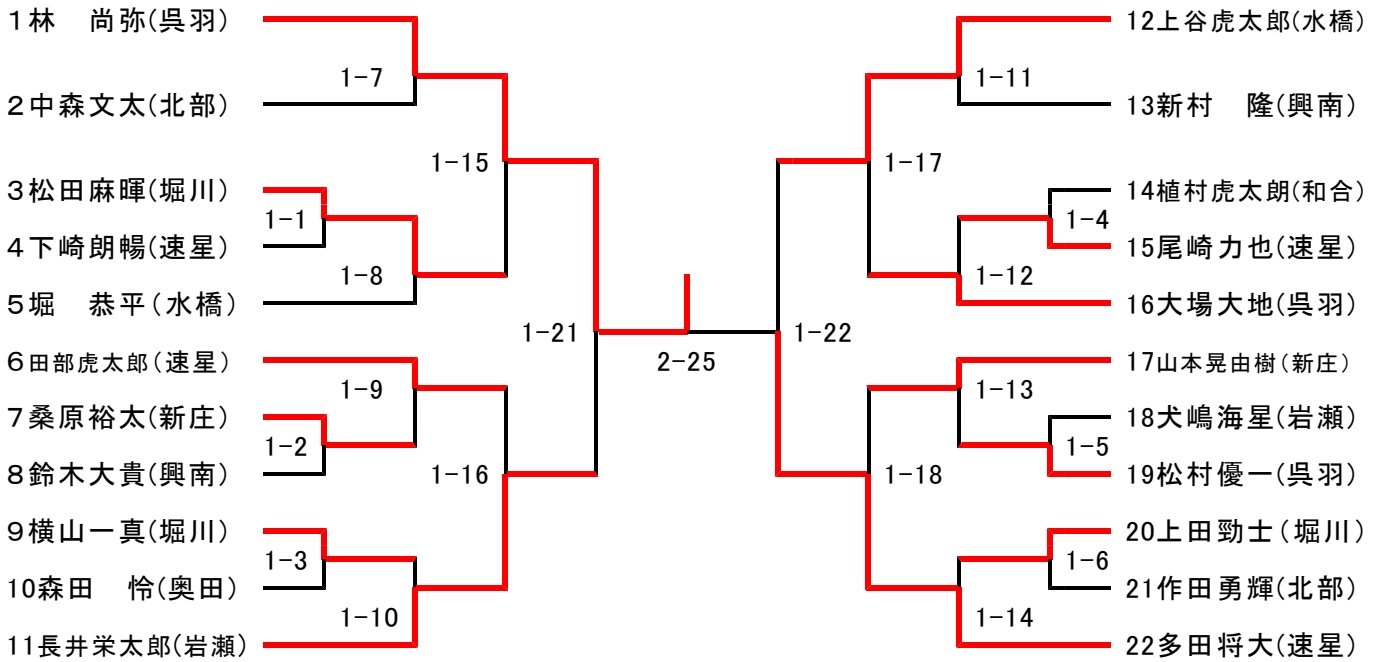 1林　尚弥(呉羽)
2中森文太(北部)
3松田麻暉(堀川)
4下崎朗暢(速星)
5堀　恭平(水橋)
6田部虎太郎(速星)
7桑原裕太(新庄)
8鈴木大貴(興南)
9横山一真(堀川)
10森田　怜(奥田)
11長井栄太郎(岩瀬)
1-7
1-1
1-8
1-9
1-2
1-3
1-10
1-15
1-16
1-21
2-25
1-22
1-17
1-18
1-11
1-4
1-12
1-13
1-5
1-6
1-14
12上谷虎太郎(水橋)
13新村　隆(興南)
14植村虎太朗(和合)
15尾崎力也(速星)
16大場大地(呉羽)
17山本晃由樹(新庄)
18犬嶋海星(岩瀬)
19松村優一(呉羽)
20上田勁士(堀川)
21作田勇輝(北部)
22多田将大(速星)